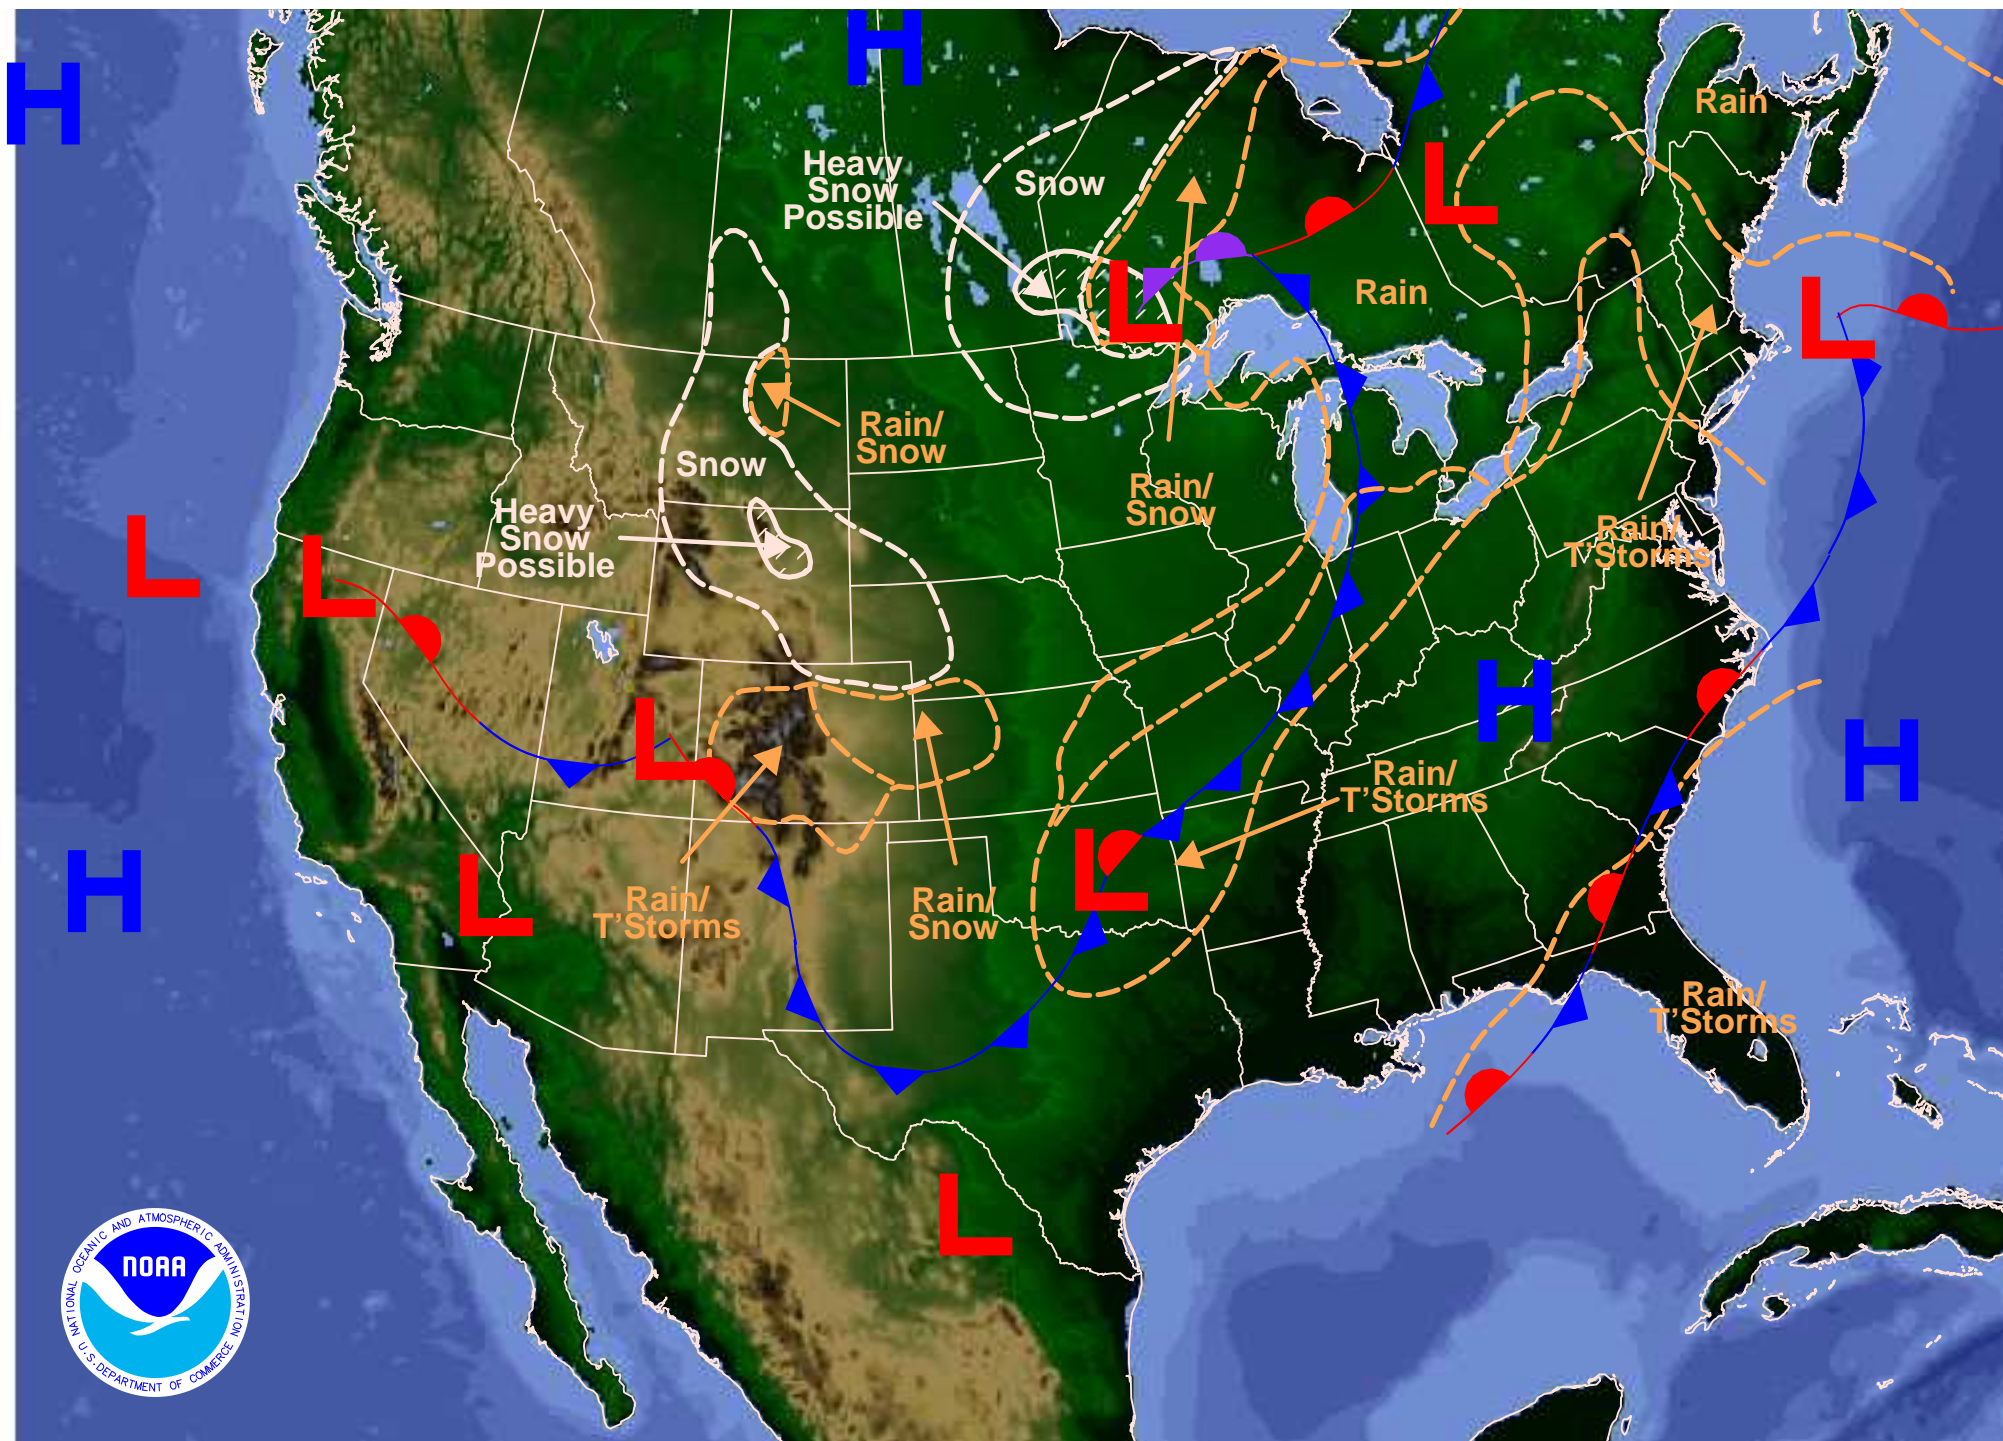 H
H
Rain
Heavy
Snow
Possible
Snow
L
L
Rain
L
Rain/
Snow
Snow
Rain/
Snow
Heavy
Snow
Possible
Rain/
T'Storms
L
L
H
L
H
Rain/
T'Storms
L
H
L
Rain/
T'Storms
Rain/
Snow
L
Rain/
T'Storms
L
NATIONAL OCEANIC AND ATMOSPHERIC ADMINISTRATION
NOAA
U.S. DEPARTMENT OF COMMERCE